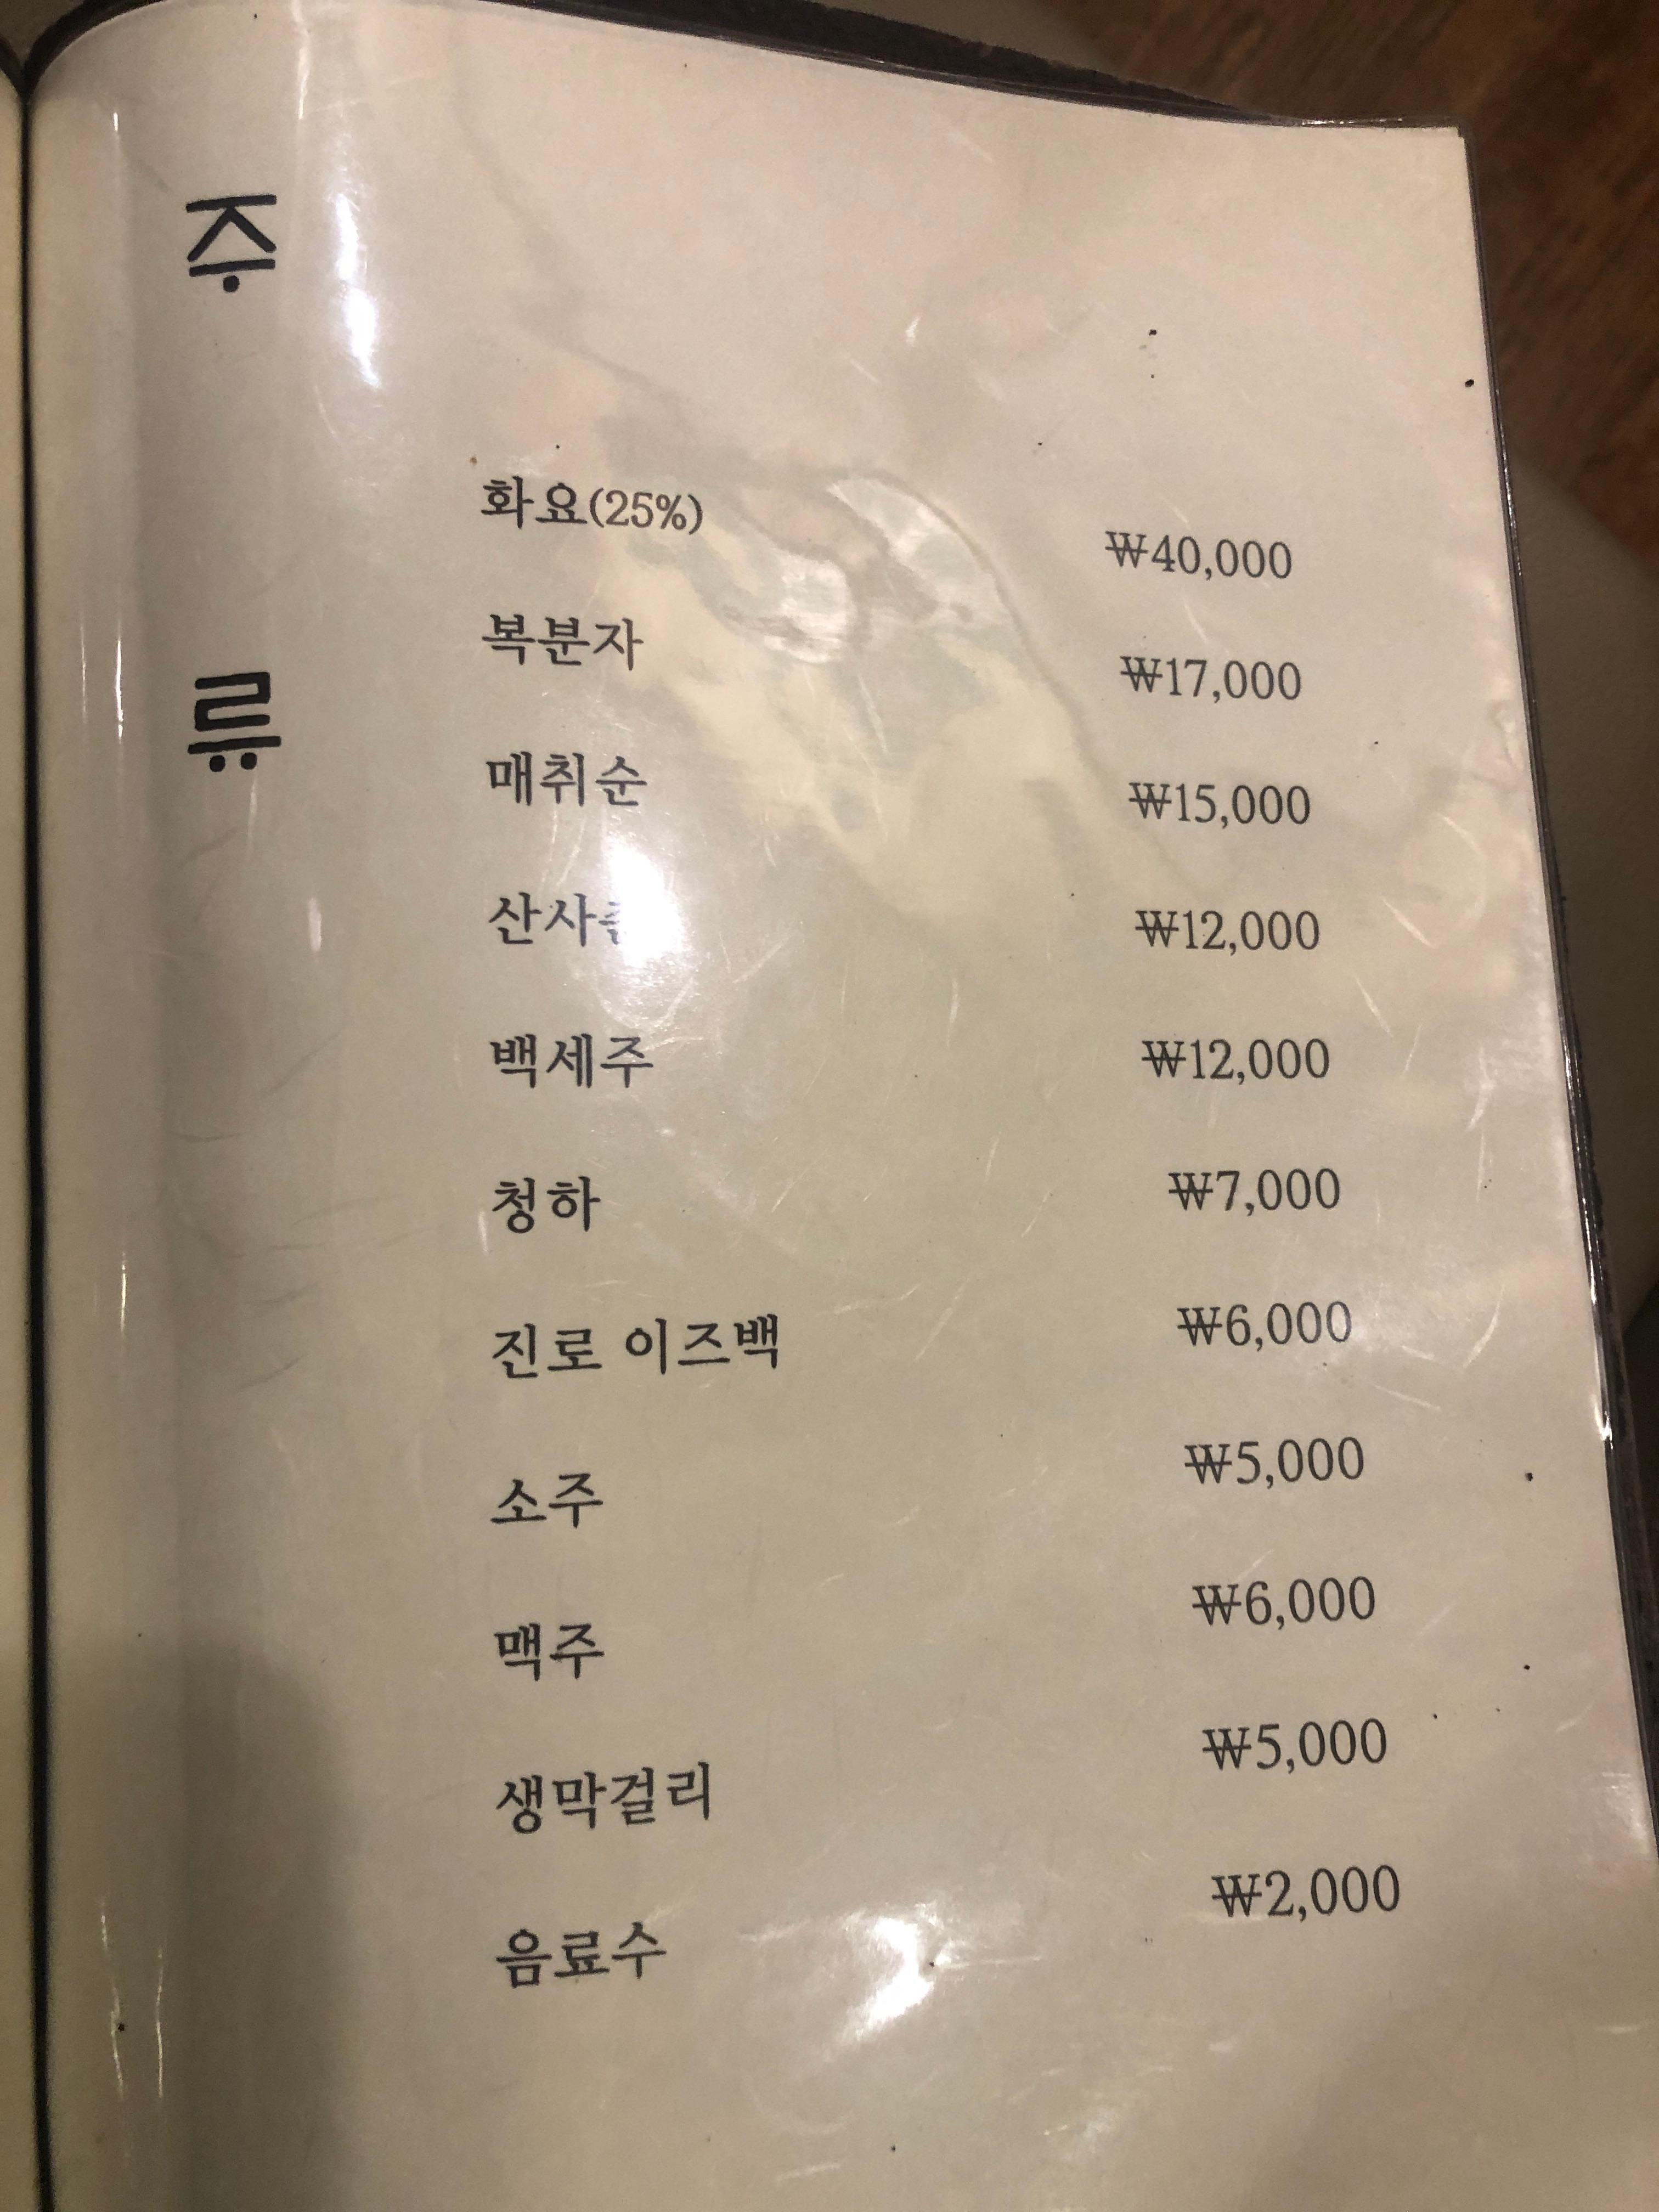 주류
화요(25%) ₩40,000
복분자 ₩17,000
매취순 ₩15,000
₩12,000
백세주 ₩12,000
청하 ₩7,000
진로 이즈백 ₩6,000
소주 ₩5,000
맥주 ₩6,000
생막걸리 ₩5,000
음료수 ₩2,000